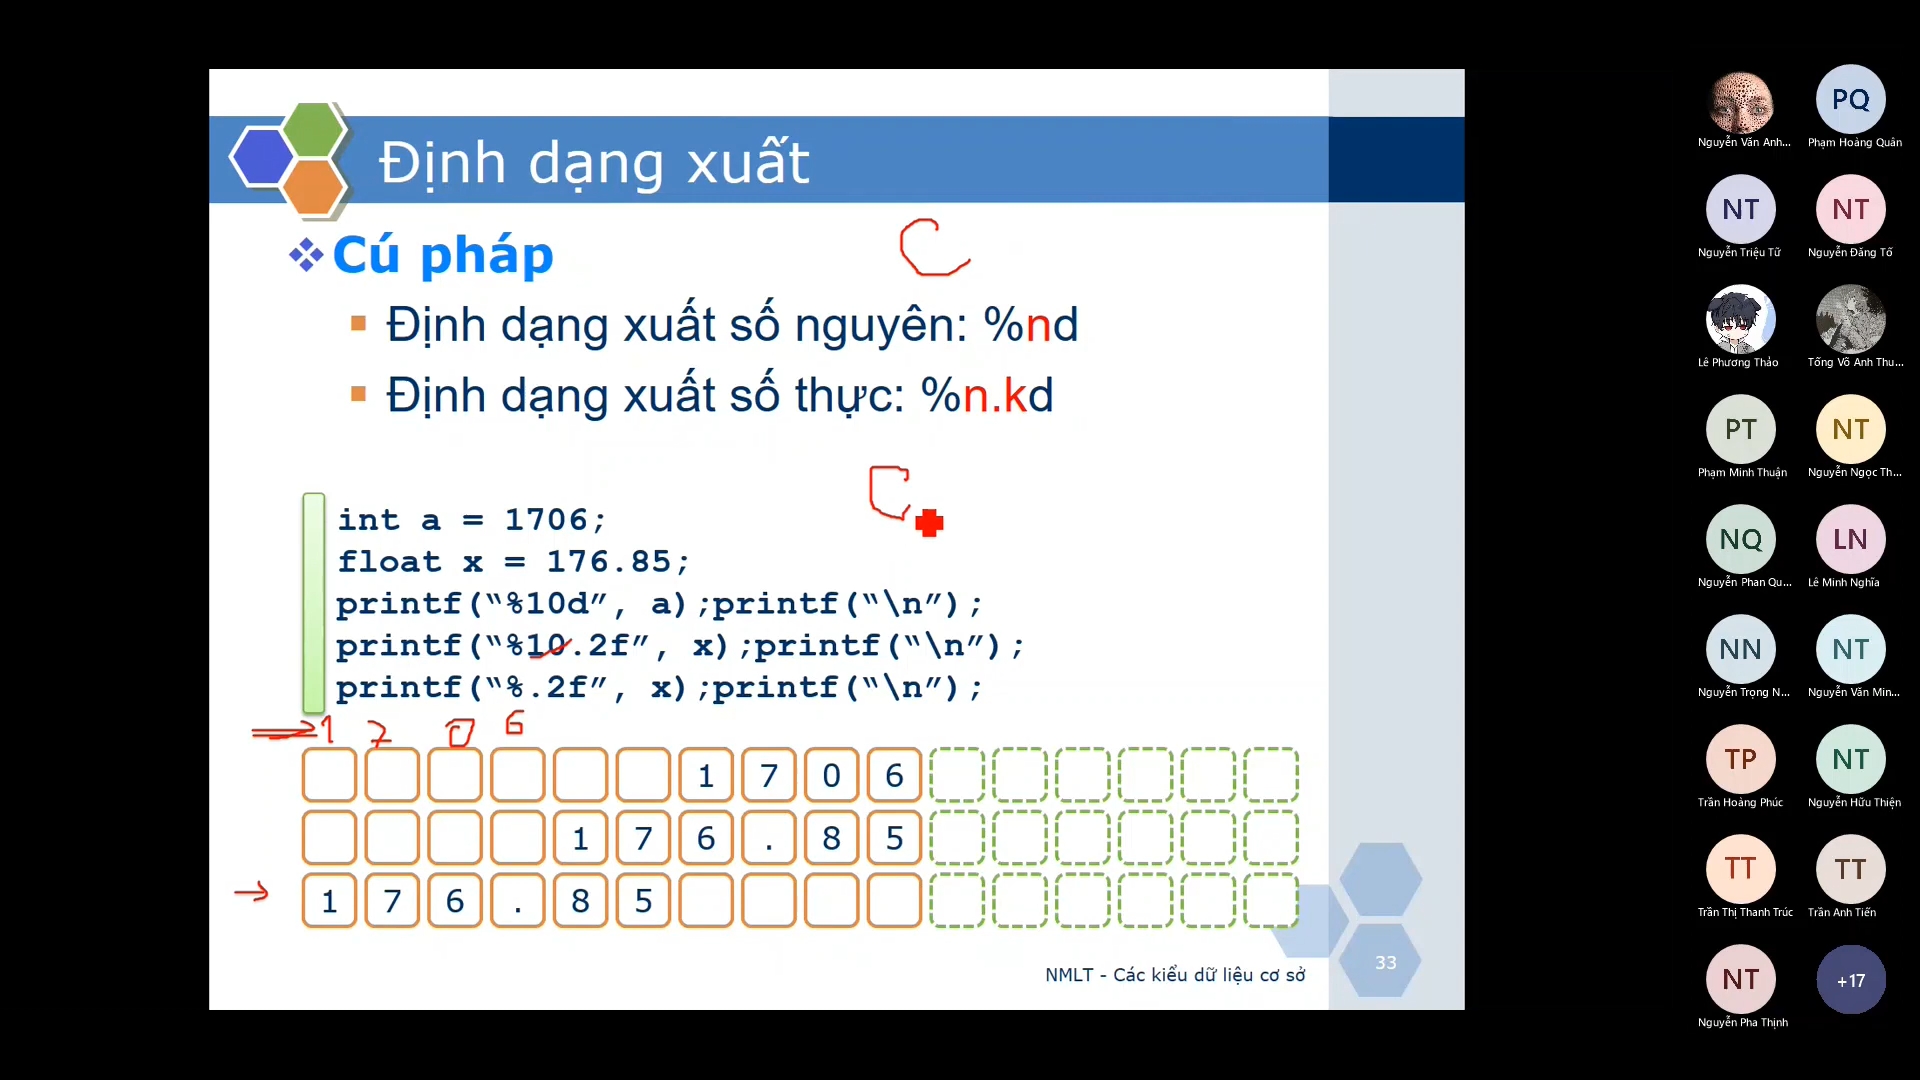 Định dạng xuất
Cú pháp
C
Định dạng xuất số nguyên: %nd
Định dạng xuất số thực: %n.kd
C
int a = 1706;
float x = 176.85;
printf(“%10d”, a);printf(“\n”);
printf(“%10.2f”, x);printf(“\n”);
printf(“%.2f”, x);printf(“\n”);
1 7 0 6
1 7 0 6
1 7 6 . 8 5
1 7 6 . 8 5
NMLT - Các kiểu dữ liệu cơ sở
33
PQ
Nguyễn Văn Anh... Phạm Hoàng Quân
NT NT
Nguyễn Triệu Tử Nguyễn Đăng Tố
Lê Phương Thảo Tống Võ Anh Thu...
PT NT
Phạm Minh Thuận Nguyễn Ngọc Th...
NQ LN
Nguyễn Phan Qu... Lê Minh Nghĩa
NN NT
Nguyễn Trọng N... Nguyễn Văn Min...
TP NT
Trần Hoàng Phúc Nguyễn Hữu Thiện
TT TT
Trần Thị Thanh Trúc Trần Anh Tiến
NT +17
Nguyễn Pha Thịnh